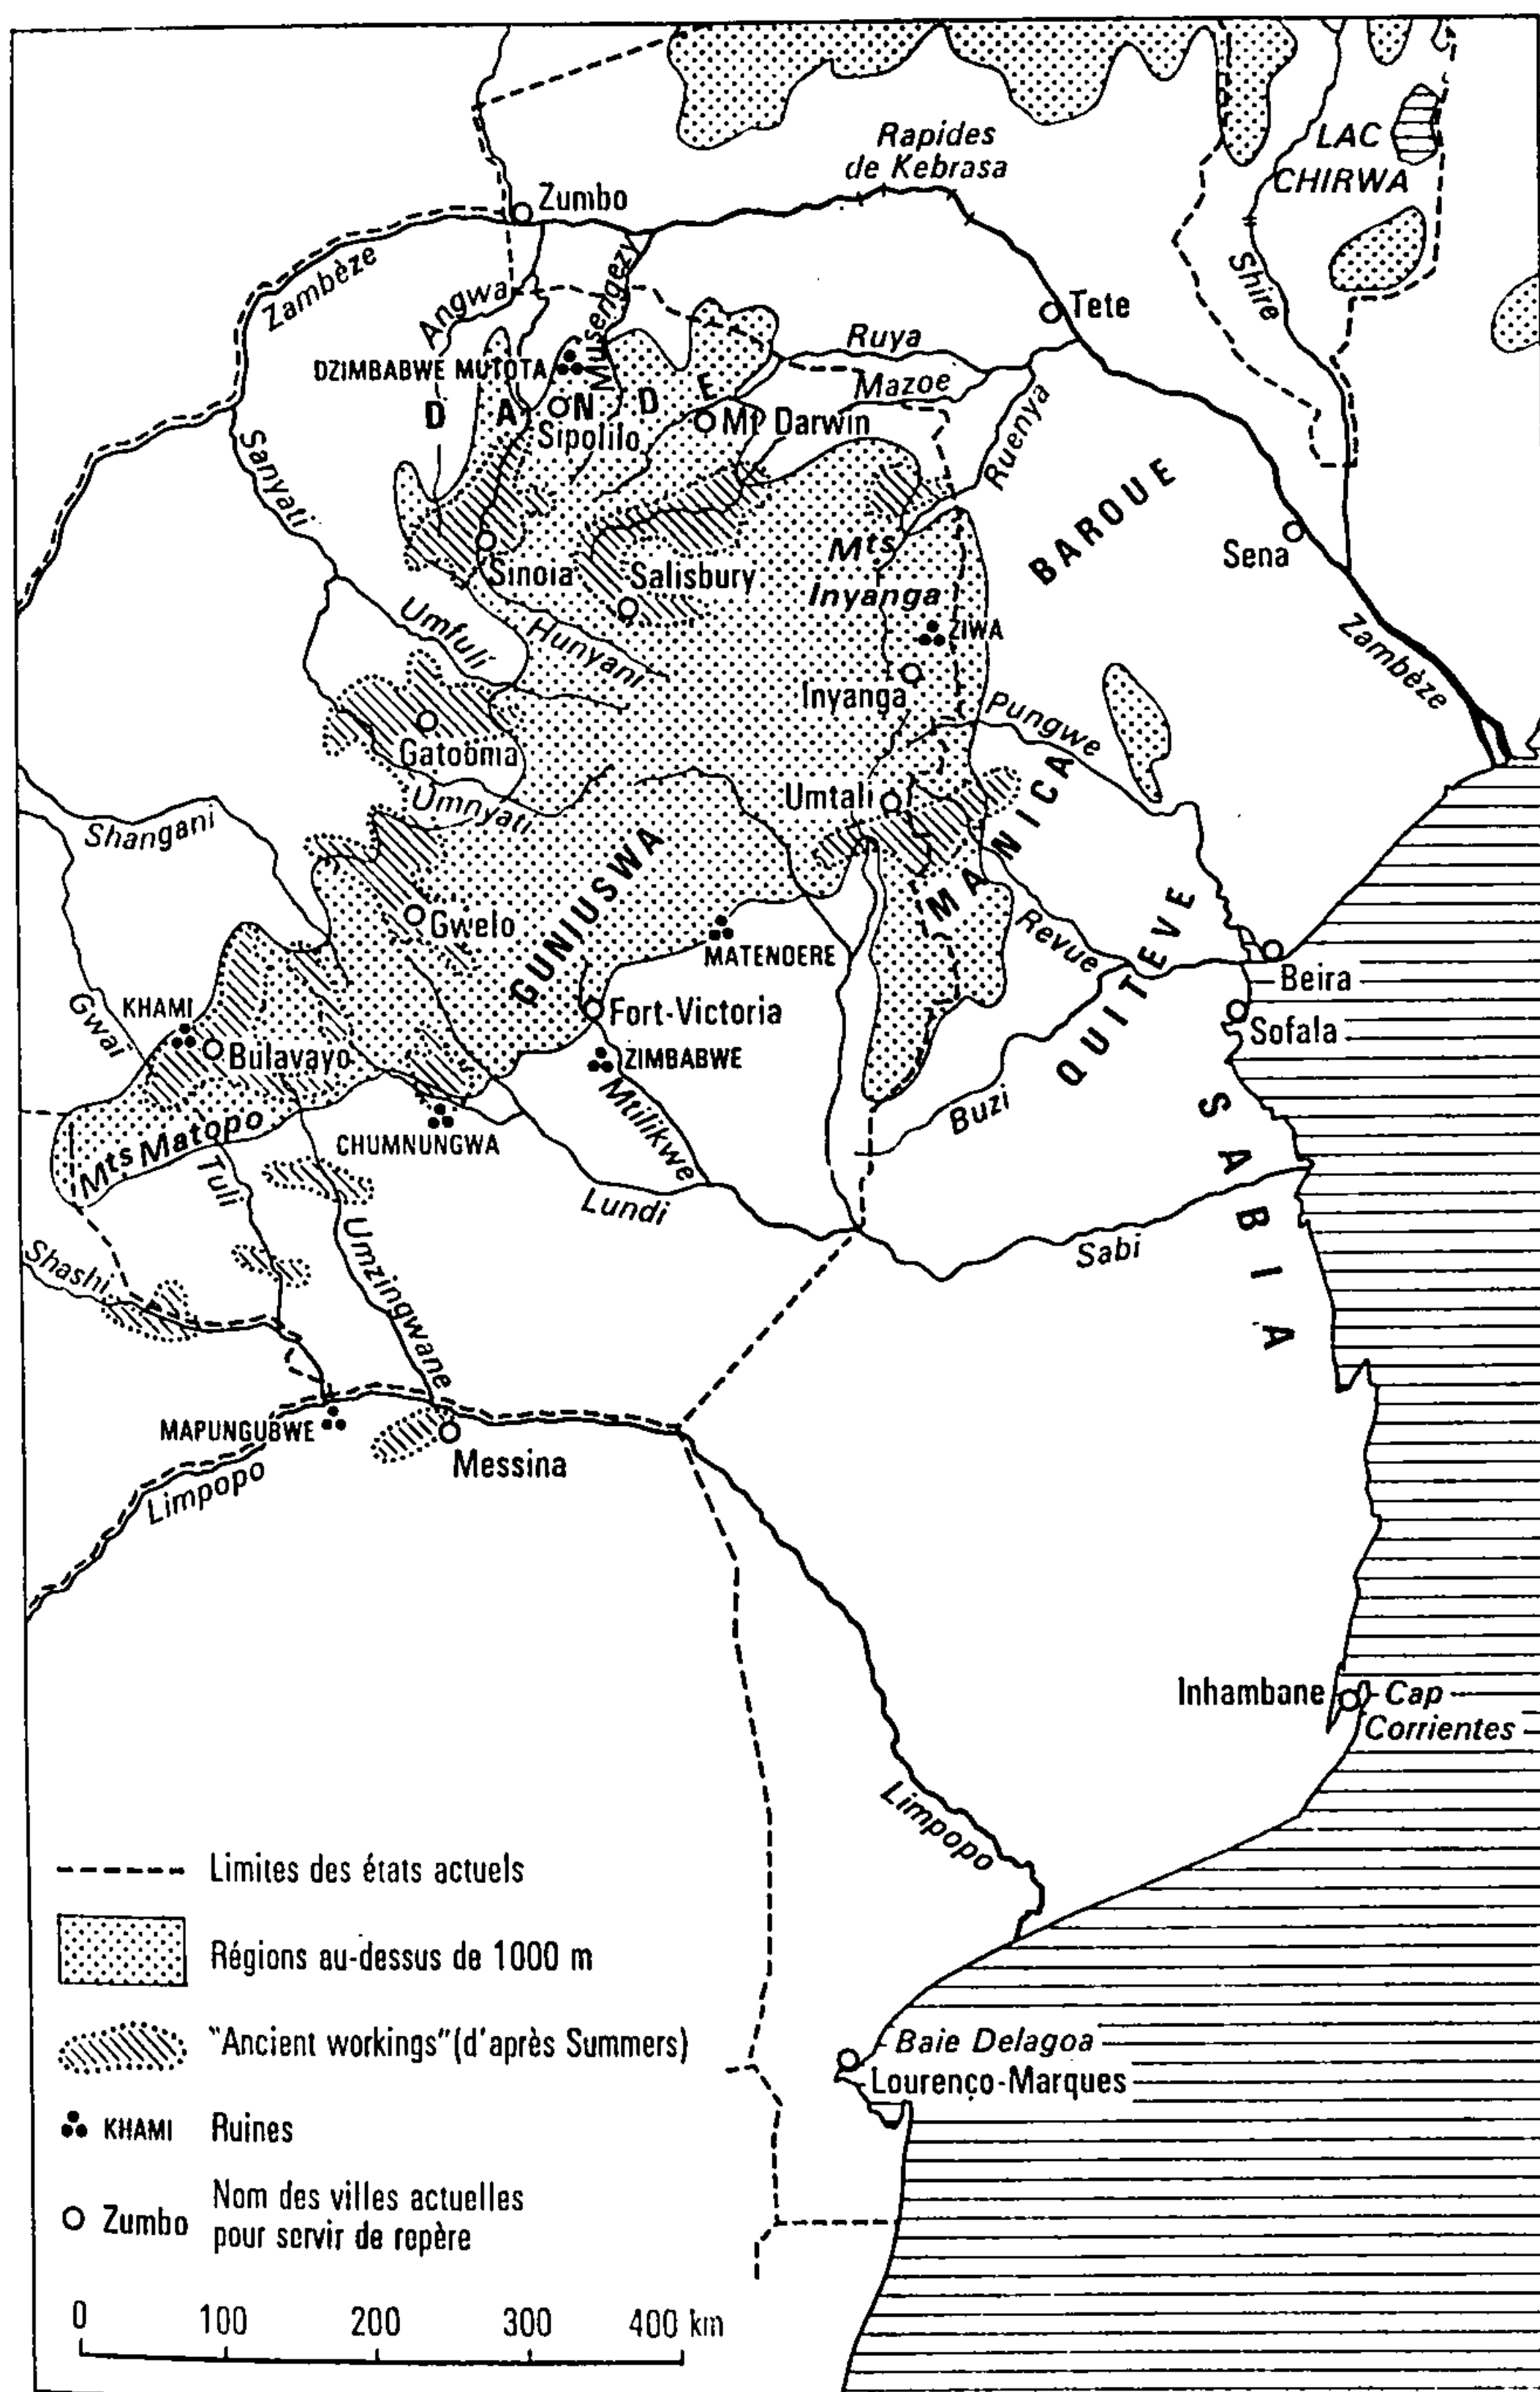 Rapides
de Kebrasa
LAC
CHIRWA
Zumbo
Zambèze
Angwa
Musengezy
Shire
Tete
DZIMBABWE MUTOTA
Ruya
Mazoe
DANDE
Sipolilo
Mt Darwin
Ruenya
Sanyati
BAROUE
Sena
Sinoia
Salisbury
Mts
Inyanga
ZIWA
Umfuli
Hunyani
Inyanga
Zambèze
Gatooma
Pungwe
Umnyati
Umtali
MANICA
Shangani
GUNIUSWA
Gwelo
MATENDERE
Revue
QUITEVE
Beira
KHAMI
Gwai
Bulavayo
Fort-Victoria
Sofala
ZIMBABWE
Mtilikwe
Buzi
SABIA
Mts Matopo
CHUMNUNGWA
Tuli
Lundi
Umzingwane
Sabi
Shashi
MAPUNGUBWE
Messina
Limpopo
Inhambane
Cap
Corrientes
Limpopo
Limites des états actuels
Régions au-dessus de 1000 m
"Ancient workings" (d'après Summers)
KHAMI Ruines
Zumbo Nom des villes actuelles
pour servir de repère
Baie Delagoa
Lourenço-Marques
0 100 200 300 400 km